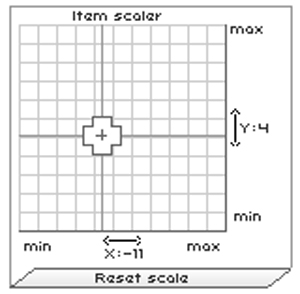 Item scaler
max
Y:4
min
min
max
X:-11
Reset scale